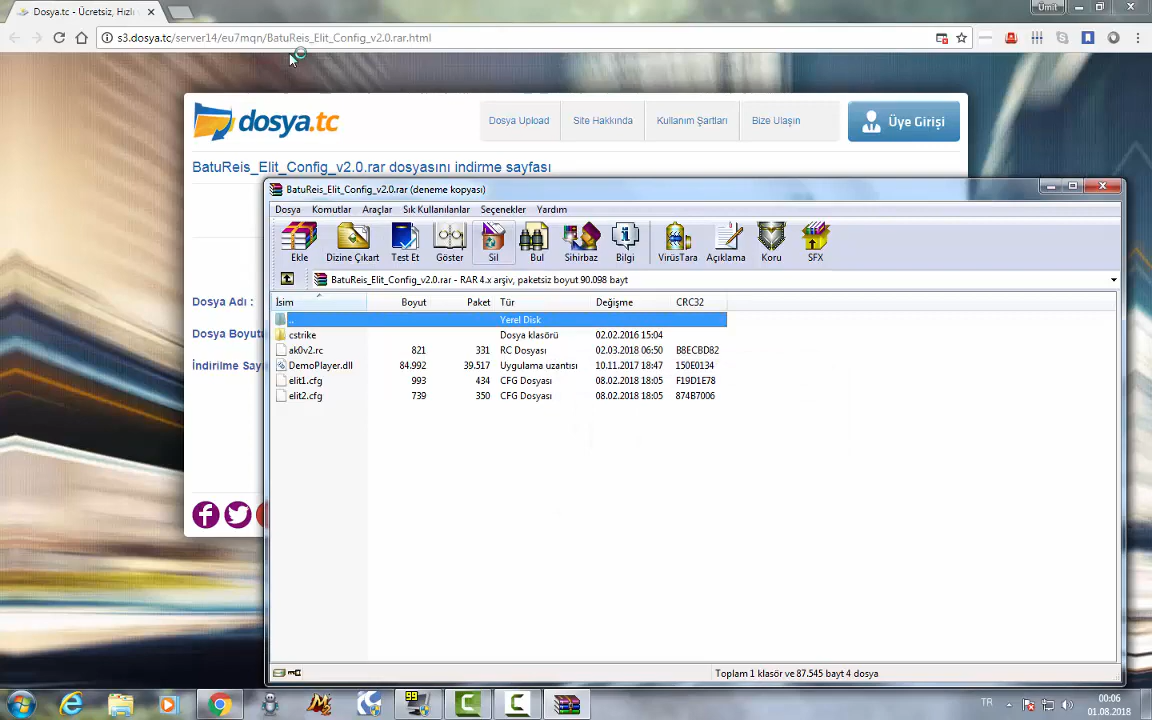 Dosya.tc - Ücretsiz, Hızlı
Ümit
s3.dosya.tc/server14/eu7mqn/BatuReis_Elit_Config_v2.0.rar.html
dosya.tc
Dosya Upload
Site Hakkında
Kullanım Şartları
Bize Ulaşın
Üye Girişi
BatuReis_Elit_Config_v2.0.rar dosyasını indirme sayfası
Dosya Adı :
Dosya Boyutu
İndirilme Sayı
BatuReis_Elit_Config_v2.0.rar (deneme kopyası)
Dosya Komutlar Araçlar Sık Kullanılanlar Seçenekler Yardım
Ekle Dizine Çıkart Test Et Göster Sil Bul Sihirbaz Bilgi VirüsTara Açıklama Koru SFX
BatuReis_Elit_Config_v2.0.rar - RAR 4.x arşiv, paketsiz boyut 90.098 bayt
İsim Boyut Paket Tür Değişme CRC32
.. Yerel Disk
cstrike Dosya klasörü 02.02.2016 15:04
ak0v2.rc 821 331 RC Dosyası 02.03.2018 06:50 B8ECBD82
DemoPlayer.dll 84.992 39.517 Uygulama uzantısı 10.11.2017 18:47 150E0134
elit1.cfg 993 434 CFG Dosyası 08.02.2018 18:05 F19D1E78
elit2.cfg 739 350 CFG Dosyası 08.02.2018 18:05 874B7006
Toplam 1 klasör ve 87.545 bayt 4 dosya
99
TR
00:06
01.08.2018